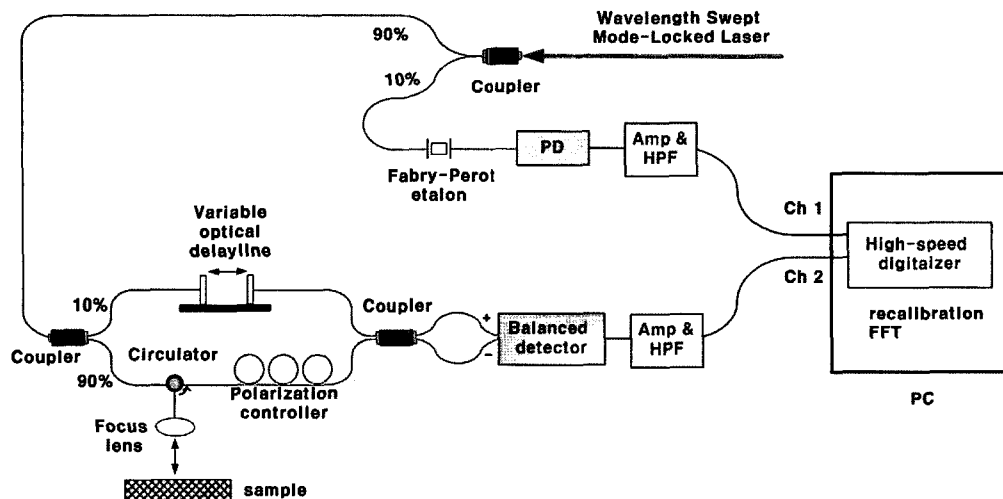 Wavelength Swept
Mode-Locked Laser
90%
10%
Coupler
PD
Amp &
HPF
Fabry-Perot
etalon
Ch 1
Variable
optical
delayline
High-speed
digitaizer
Ch 2
10%
Coupler
+
Balanced
detector
−
Amp &
HPF
recalibration
FFT
Coupler
Circulator
90%
Polarization
controller
PC
Focus
lens
sample